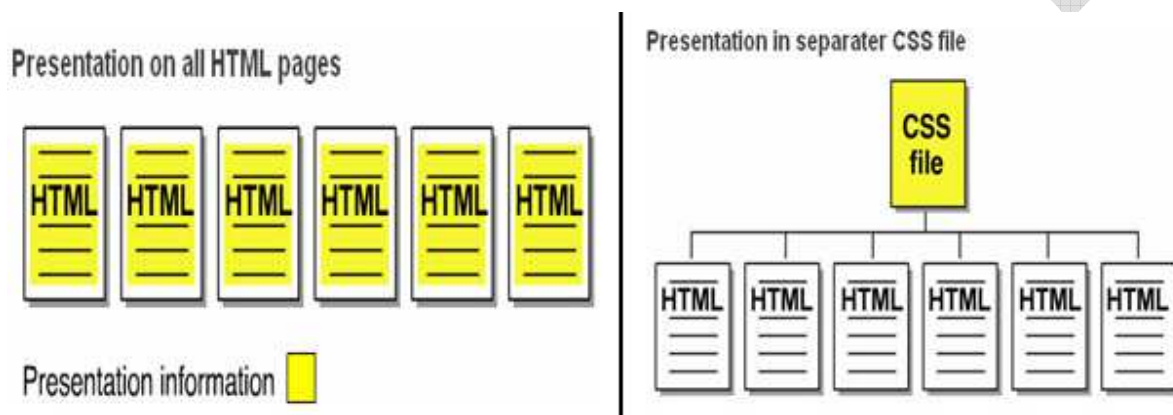 Presentation on all HTML pages
HTML HTML HTML HTML HTML HTML
Presentation information
Presentation in separater CSS file
CSS
file
HTML HTML HTML HTML HTML HTML